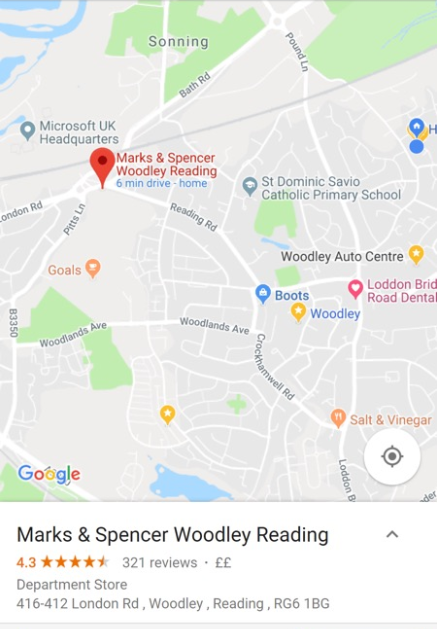 Sonning
Pound Ln
Bath Rd
Microsoft UK
Headquarters
H
Marks & Spencer
Woodley Reading
6 min drive - home
St Dominic Savio
Catholic Primary School
London Rd
Pitts Ln
Reading Rd
Woodley Auto Centre
Goals
Loddon Brid
Road Dental
Boots
Woodley
B3350
Woodlands Ave
Woodlands Ave
Crockhamwell Rd
Salt & Vinegar
Loddon B
Google
Marks & Spencer Woodley Reading
4.3 321 reviews · ££
Department Store
416-412 London Rd , Woodley , Reading , RG6 1BG